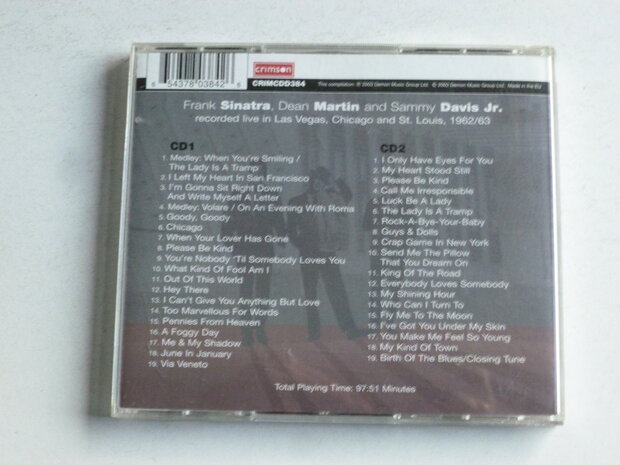 5 54378 03842 6
crimson
CRIMCDD384
This compilation ℗ 2003 Demon Music Group Ltd. © 2003 Demon Music Group Ltd. Made in the EU
Frank Sinatra, Dean Martin and Sammy Davis Jr.
recorded live in Las Vegas, Chicago and St. Louis, 1962/63
CD1
1. Medley: When You're Smiling /
The Lady Is A Tramp
2. I Left My Heart In San Francisco
3. I'm Gonna Sit Right Down
And Write Myself A Letter
4. Medley: Volare / On An Evening With Roma
5. Goody, Goody
6. Chicago
7. When Your Lover Has Gone
8. Please Be Kind
9. You're Nobody 'Til Somebody Loves You
10. What Kind Of Fool Am I
11. Out Of This World
12. Hey There
13. I Can't Give You Anything But Love
14. Too Marvellous For Words
15. Pennies From Heaven
16. A Foggy Day
17. Me & My Shadow
18. June In January
19. Via Veneto
CD2
1. I Only Have Eyes For You
2. My Heart Stood Still
3. Please Be Kind
4. Call Me Irresponisible
5. Luck Be A Lady
6. The Lady Is A Tramp
7. Rock-A-Bye-Your-Baby
8. Guys & Dolls
9. Crap Game In New York
10. Send Me The Pillow
That You Dream On
11. King Of The Road
12. Everybody Loves Somebody
13. My Shining Hour
14. Who Can I Turn To
15. Fly Me To The Moon
16. I've Got You Under My Skin
17. You Make Me Feel So Young
18. My Kind Of Town
19. Birth Of The Blues/Closing Tune
Total Playing Time: 97:51 Minutes